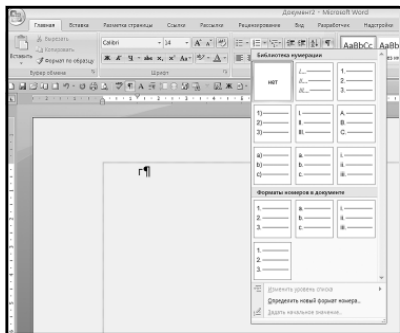 Документ2 - Microsoft Word
Главная Вставка Разметка страницы Ссылки Рассылки Рецензирование Вид Разработчик Надстройки
Вставить
Вырезать
Копировать
Формат по образцу
Буфер обмена
Calibri
14
Ж К Ч
Шрифт
AaBbCc AaBbC
Библиотека нумерации
нет
1. 2. 3.
1) 2) 3)
I. II. III.
A. B. C.
a) b) c)
a. b. c.
i. ii. iii.
Форматы номеров в документе
1. 2. 3.
a. b. c.
i. ii. iii.
1. 2. 3.
Изменить уровень списка
Определить новый формат номера...
Задать начальное значение...